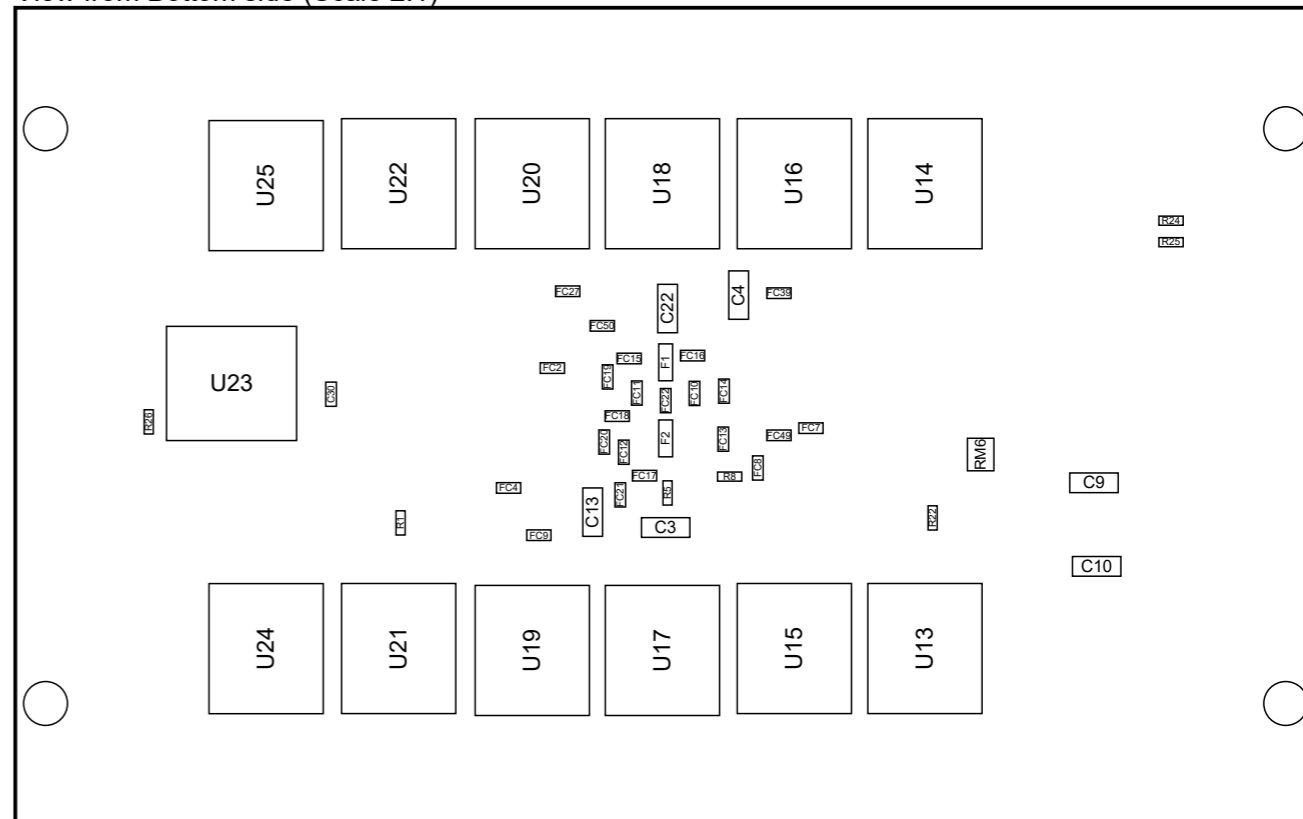 View from Bottom side (Scale 2:1)
U25
U22
U20
U18
U16
U14
R24
R25
FC27
C22
C4
FC39
FC50
U23
C30
R26
FC2
FC15
F1
FC16
FC19
FC11
FC22
FC10
FC14
FC18
F2
FC20
FC12
FC13
FC49
FC7
FC17
R8
FC8
RM6
C9
FC4
FC21
R5
C13
C3
R1
FC9
R22
C10
U24
U21
U19
U17
U15
U13